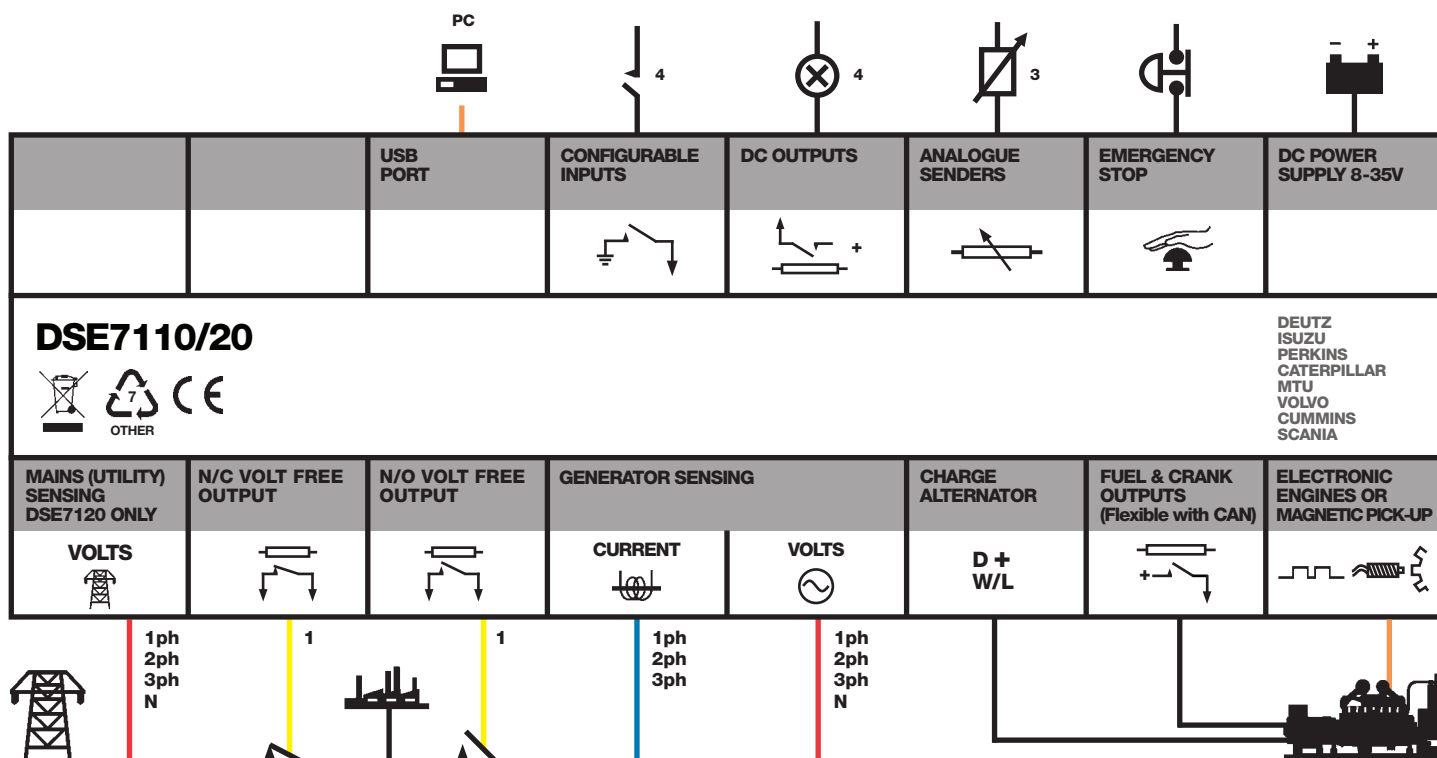 PC
4
4
3
- +
USB
PORT
CONFIGURABLE
INPUTS
DC OUTPUTS
ANALOGUE
SENDERS
EMERGENCY
STOP
DC POWER
SUPPLY 8-35V
+
DSE7110/20
7
OTHER
CE
DEUTZ
ISUZU
PERKINS
CATERPILLAR
MTU
VOLVO
CUMMINS
SCANIA
MAINS (UTILITY)
SENSING
DSE7120 ONLY
N/C VOLT FREE
OUTPUT
N/O VOLT FREE
OUTPUT
GENERATOR SENSING
CHARGE
ALTERNATOR
FUEL & CRANK
OUTPUTS
(Flexible with CAN)
ELECTRONIC
ENGINES OR
MAGNETIC PICK-UP
VOLTS
CURRENT
VOLTS
D +
W/L
+
1ph
2ph
3ph
N
1
1
1ph
2ph
3ph
1ph
2ph
3ph
N